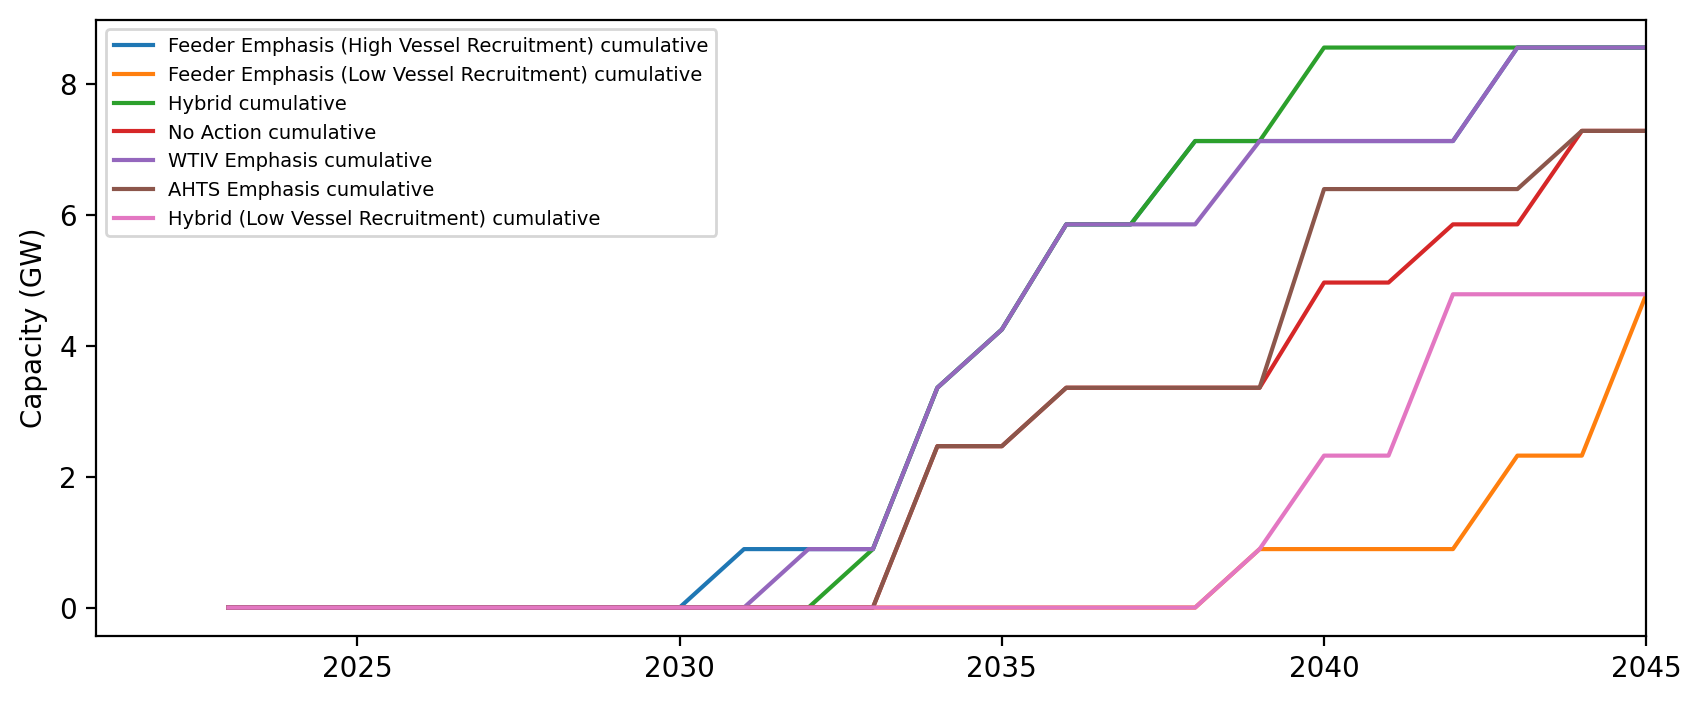 Feeder Emphasis (High Vessel Recruitment) cumulative
Feeder Emphasis (Low Vessel Recruitment) cumulative
Hybrid cumulative
No Action cumulative
WTIV Emphasis cumulative
AHTS Emphasis cumulative
Hybrid (Low Vessel Recruitment) cumulative
Capacity (GW)
8
6
4
2
0
2025
2030
2035
2040
2045